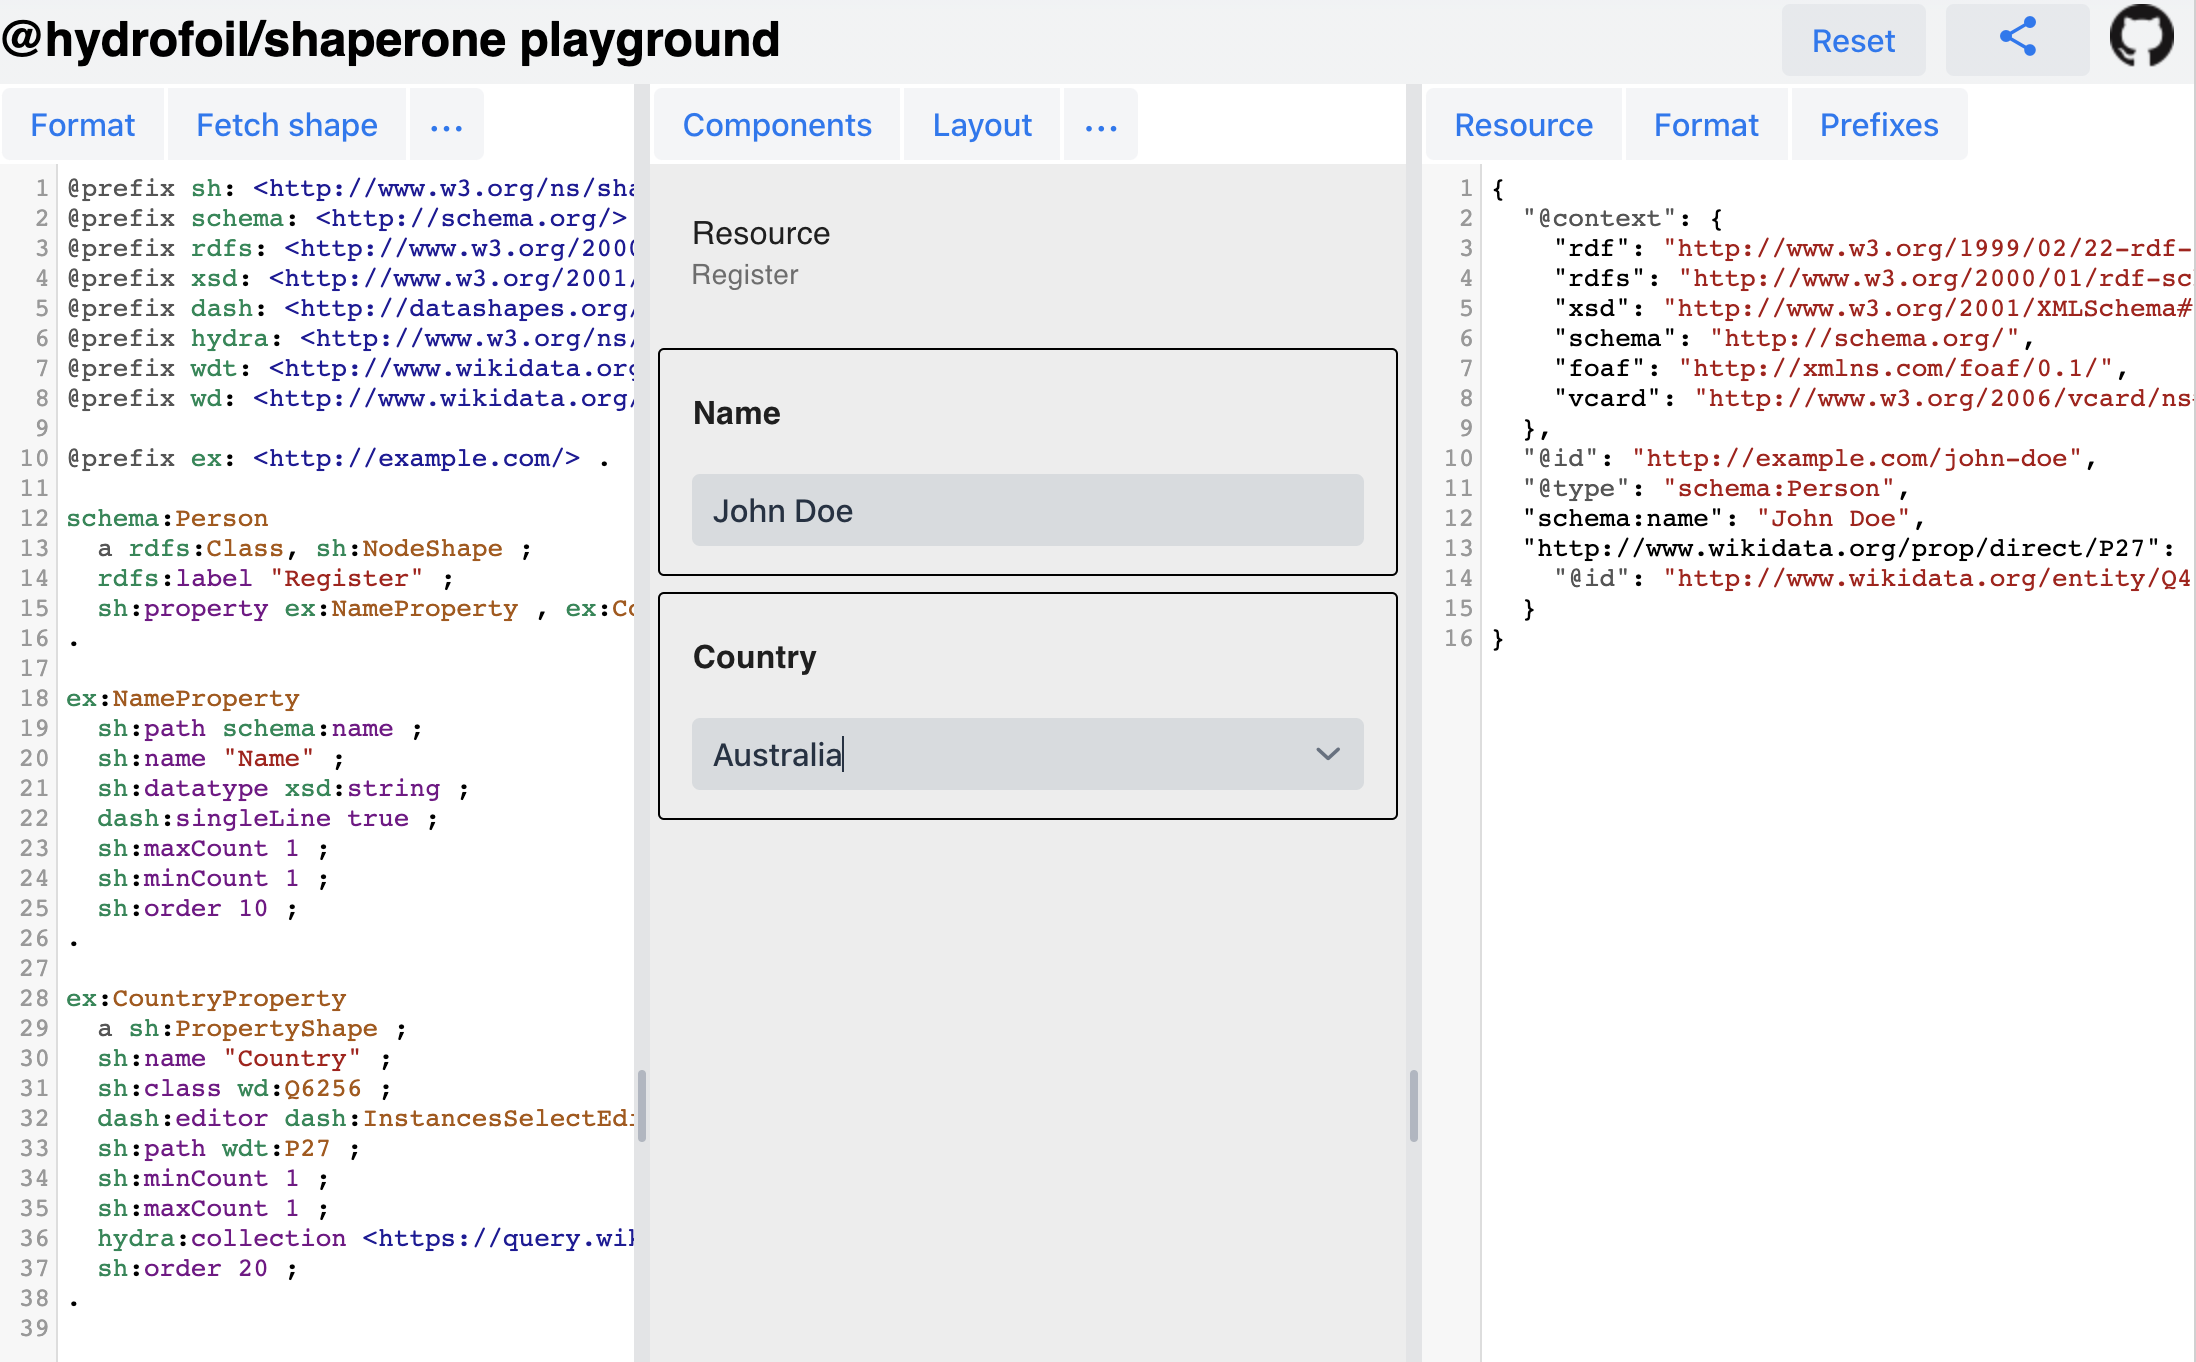 @hydrofoil/shaperone playground
Reset
Format
Fetch shape
...
Components
Layout
...
Resource
Format
Prefixes
1 @prefix sh: <http://www.w3.org/ns/sha
2 @prefix schema: <http://schema.org/>
3 @prefix rdfs: <http://www.w3.org/2000
4 @prefix xsd: <http://www.w3.org/2001/
5 @prefix dash: <http://datashapes.org/
6 @prefix hydra: <http://www.w3.org/ns/
7 @prefix wdt: <http://www.wikidata.org
8 @prefix wd: <http://www.wikidata.org/
9
10 @prefix ex: <http://example.com/> .
11
12 schema:Person
13 a rdfs:Class, sh:NodeShape ;
14 rdfs:label "Register" ;
15 sh:property ex:NameProperty , ex:Co
16 .
17
18 ex:NameProperty
19 sh:path schema:name ;
20 sh:name "Name" ;
21 sh:datatype xsd:string ;
22 dash:singleLine true ;
23 sh:maxCount 1 ;
24 sh:minCount 1 ;
25 sh:order 10 ;
26 .
27
28 ex:CountryProperty
29 a sh:PropertyShape ;
30 sh:name "Country" ;
31 sh:class wd:Q6256 ;
32 dash:editor dash:InstancesSelectEdi
33 sh:path wdt:P27 ;
34 sh:minCount 1 ;
35 sh:maxCount 1 ;
36 hydra:collection <https://query.wik
37 sh:order 20 ;
38 .
39
Resource
Register
Name
John Doe
Country
Australia
1 {
2 "@context": {
3 "rdf": "http://www.w3.org/1999/02/22-rdf-
4 "rdfs": "http://www.w3.org/2000/01/rdf-sc
5 "xsd": "http://www.w3.org/2001/XMLSchema#
6 "schema": "http://schema.org/",
7 "foaf": "http://xmlns.com/foaf/0.1/",
8 "vcard": "http://www.w3.org/2006/vcard/ns
9 },
10 "@id": "http://example.com/john-doe",
11 "@type": "schema:Person",
12 "schema:name": "John Doe",
13 "http://www.wikidata.org/prop/direct/P27":
14 "@id": "http://www.wikidata.org/entity/Q4
15 }
16 }